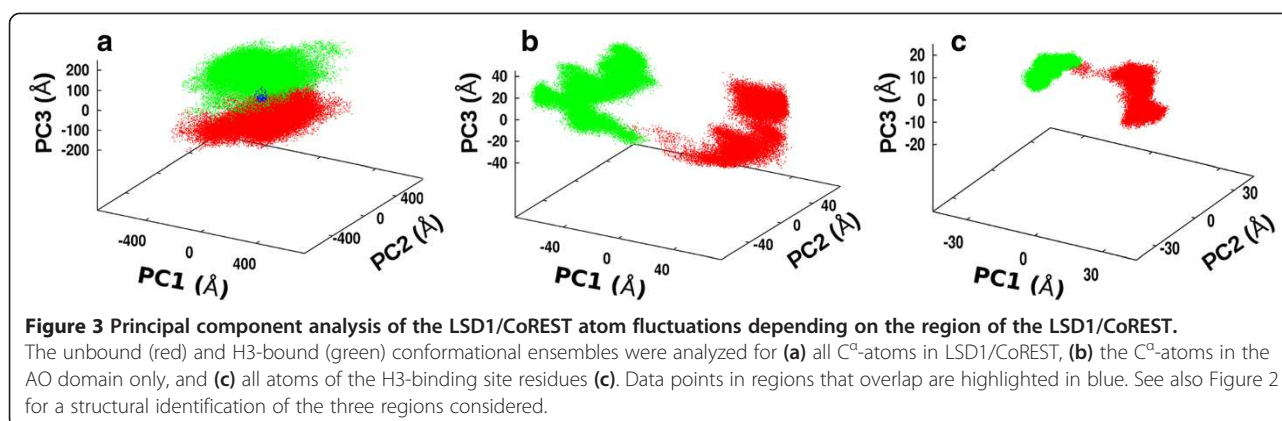 a
b
c
PC3 (Å)
200
100
0
-100
-200
-400
0
400
PC1 (Å)
-400
0
400
PC2 (Å)
PC3 (Å)
40
20
0
-20
-40
-40
0
40
PC1 (Å)
-40
0
40
PC2 (Å)
PC3 (Å)
20
10
0
-10
-20
-30
0
30
PC1 (Å)
-30
0
30
PC2 (Å)
Figure 3 Principal component analysis of the LSD1/CoREST atom fluctuations depending on the region of the LSD1/CoREST.
The unbound (red) and H3-bound (green) conformational ensembles were analyzed for (a) all Cᵅ-atoms in LSD1/CoREST, (b) the Cᵅ-atoms in the
AO domain only, and (c) all atoms of the H3-binding site residues (c). Data points in regions that overlap are highlighted in blue. See also Figure 2
for a structural identification of the three regions considered.